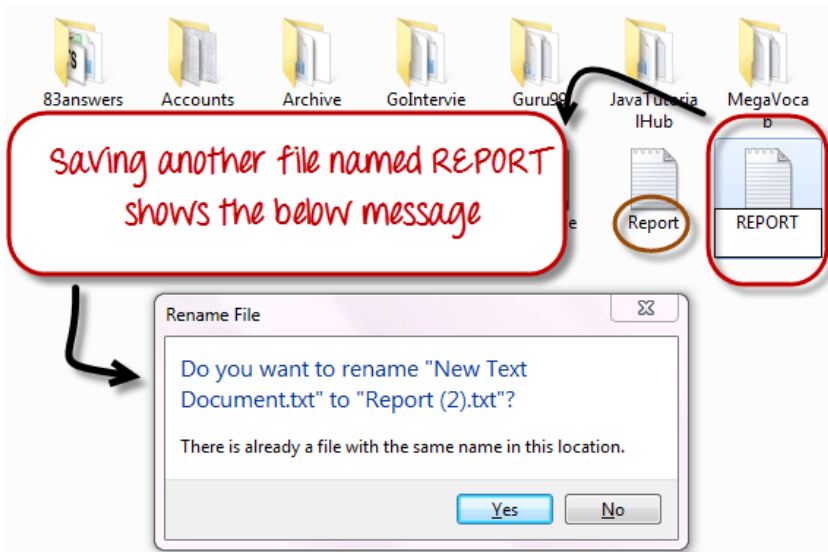 83answers Accounts Archive GoIntervie Guru99 JavaTutoria MegaVoca
lHub b
Saving another file named REPORT
shows the below message
e Report REPORT
Rename File
Do you want to rename "New Text
Document.txt" to "Report (2).txt"?
There is already a file with the same name in this location.
Yes No